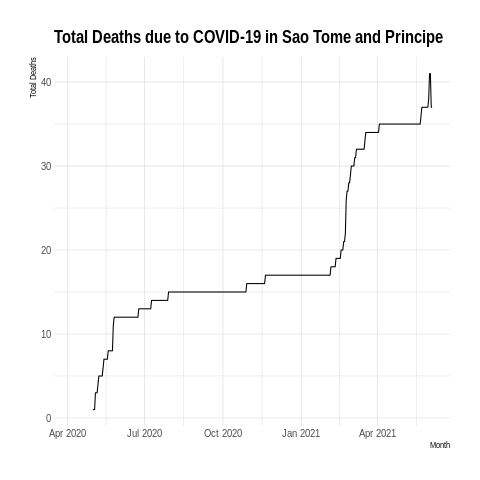 Total Deaths due to COVID-19 in Sao Tome and Principe
Total Deaths
40
30
20
10
0
Apr 2020 Jul 2020 Oct 2020 Jan 2021 Apr 2021
Month